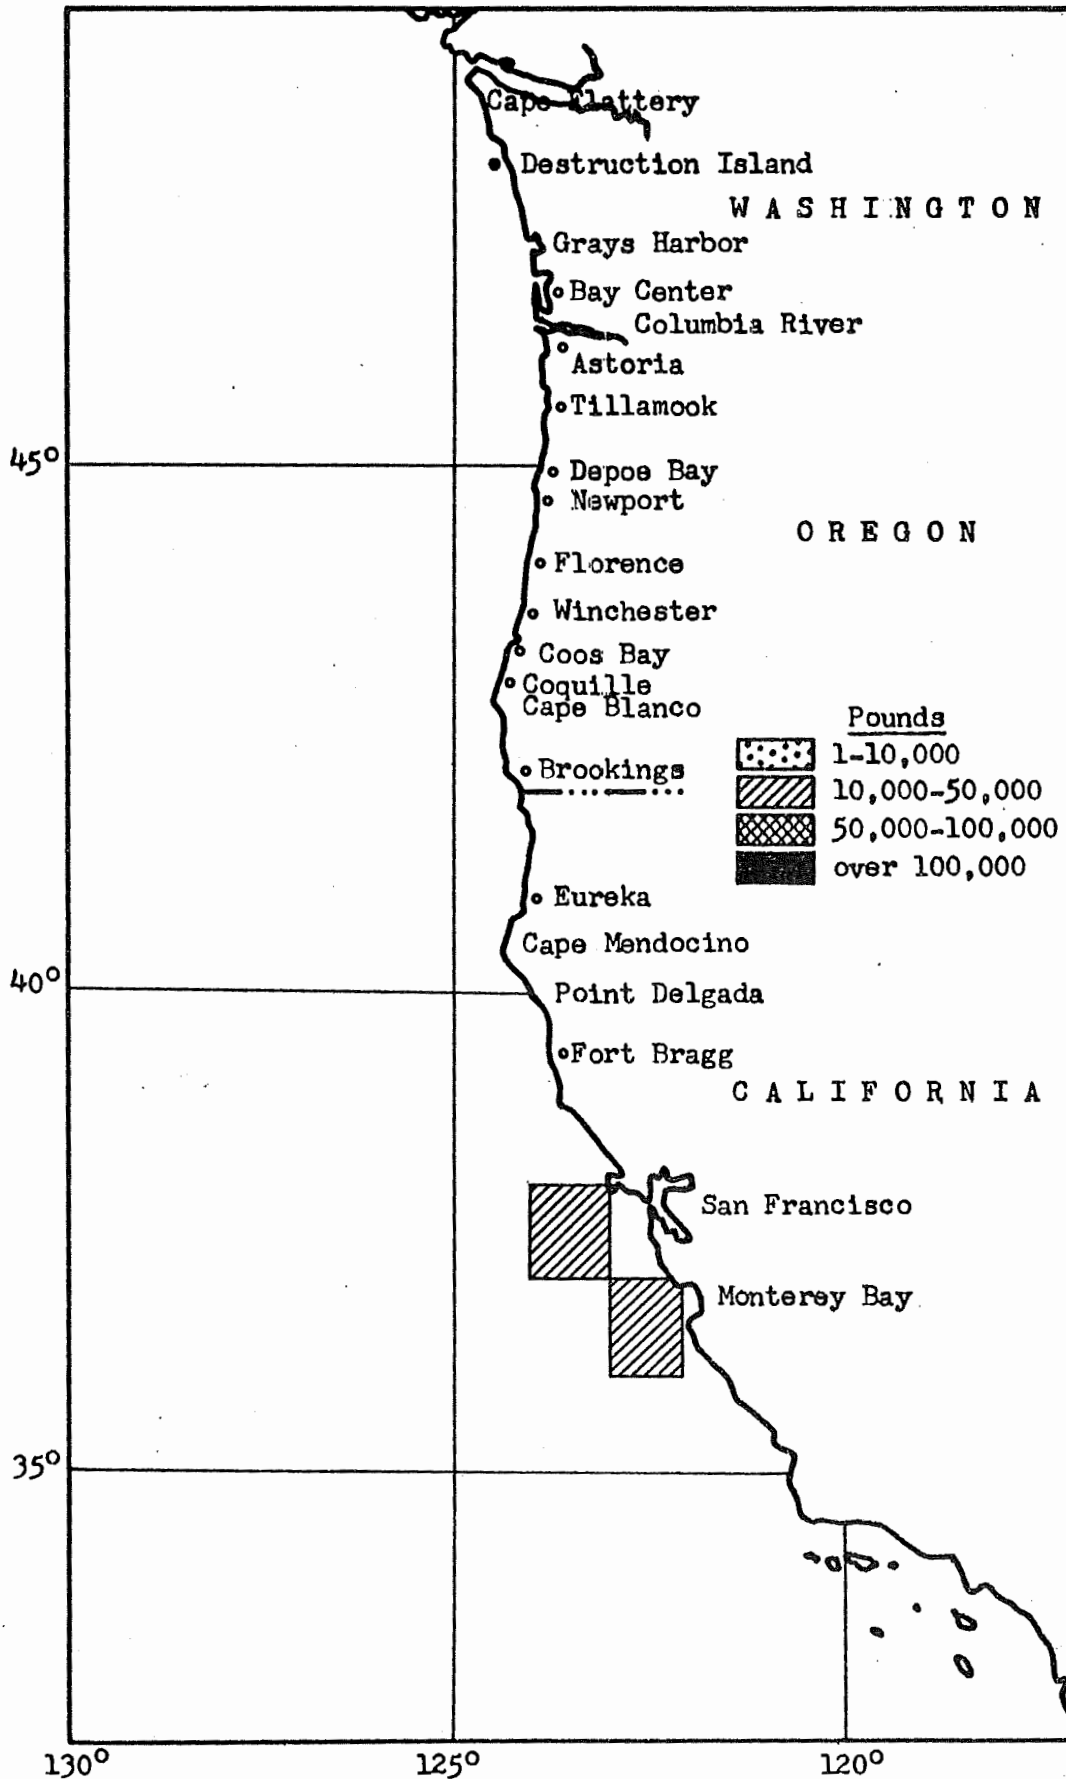 Cape Flattery
Destruction Island
WASHINGTON
Grays Harbor
Bay Center
Columbia River
Astoria
Tillamook
45°
Depoe Bay
Newport
OREGON
Florence
Winchester
Coos Bay
Coquille
Cape Blanco
Pounds
1-10,000
Brookings
10,000-50,000
50,000-100,000
over 100,000
Eureka
Cape Mendocino
40°
Point Delgada
Fort Bragg
CALIFORNIA
San Francisco
Monterey Bay
35°
130° 125° 120°